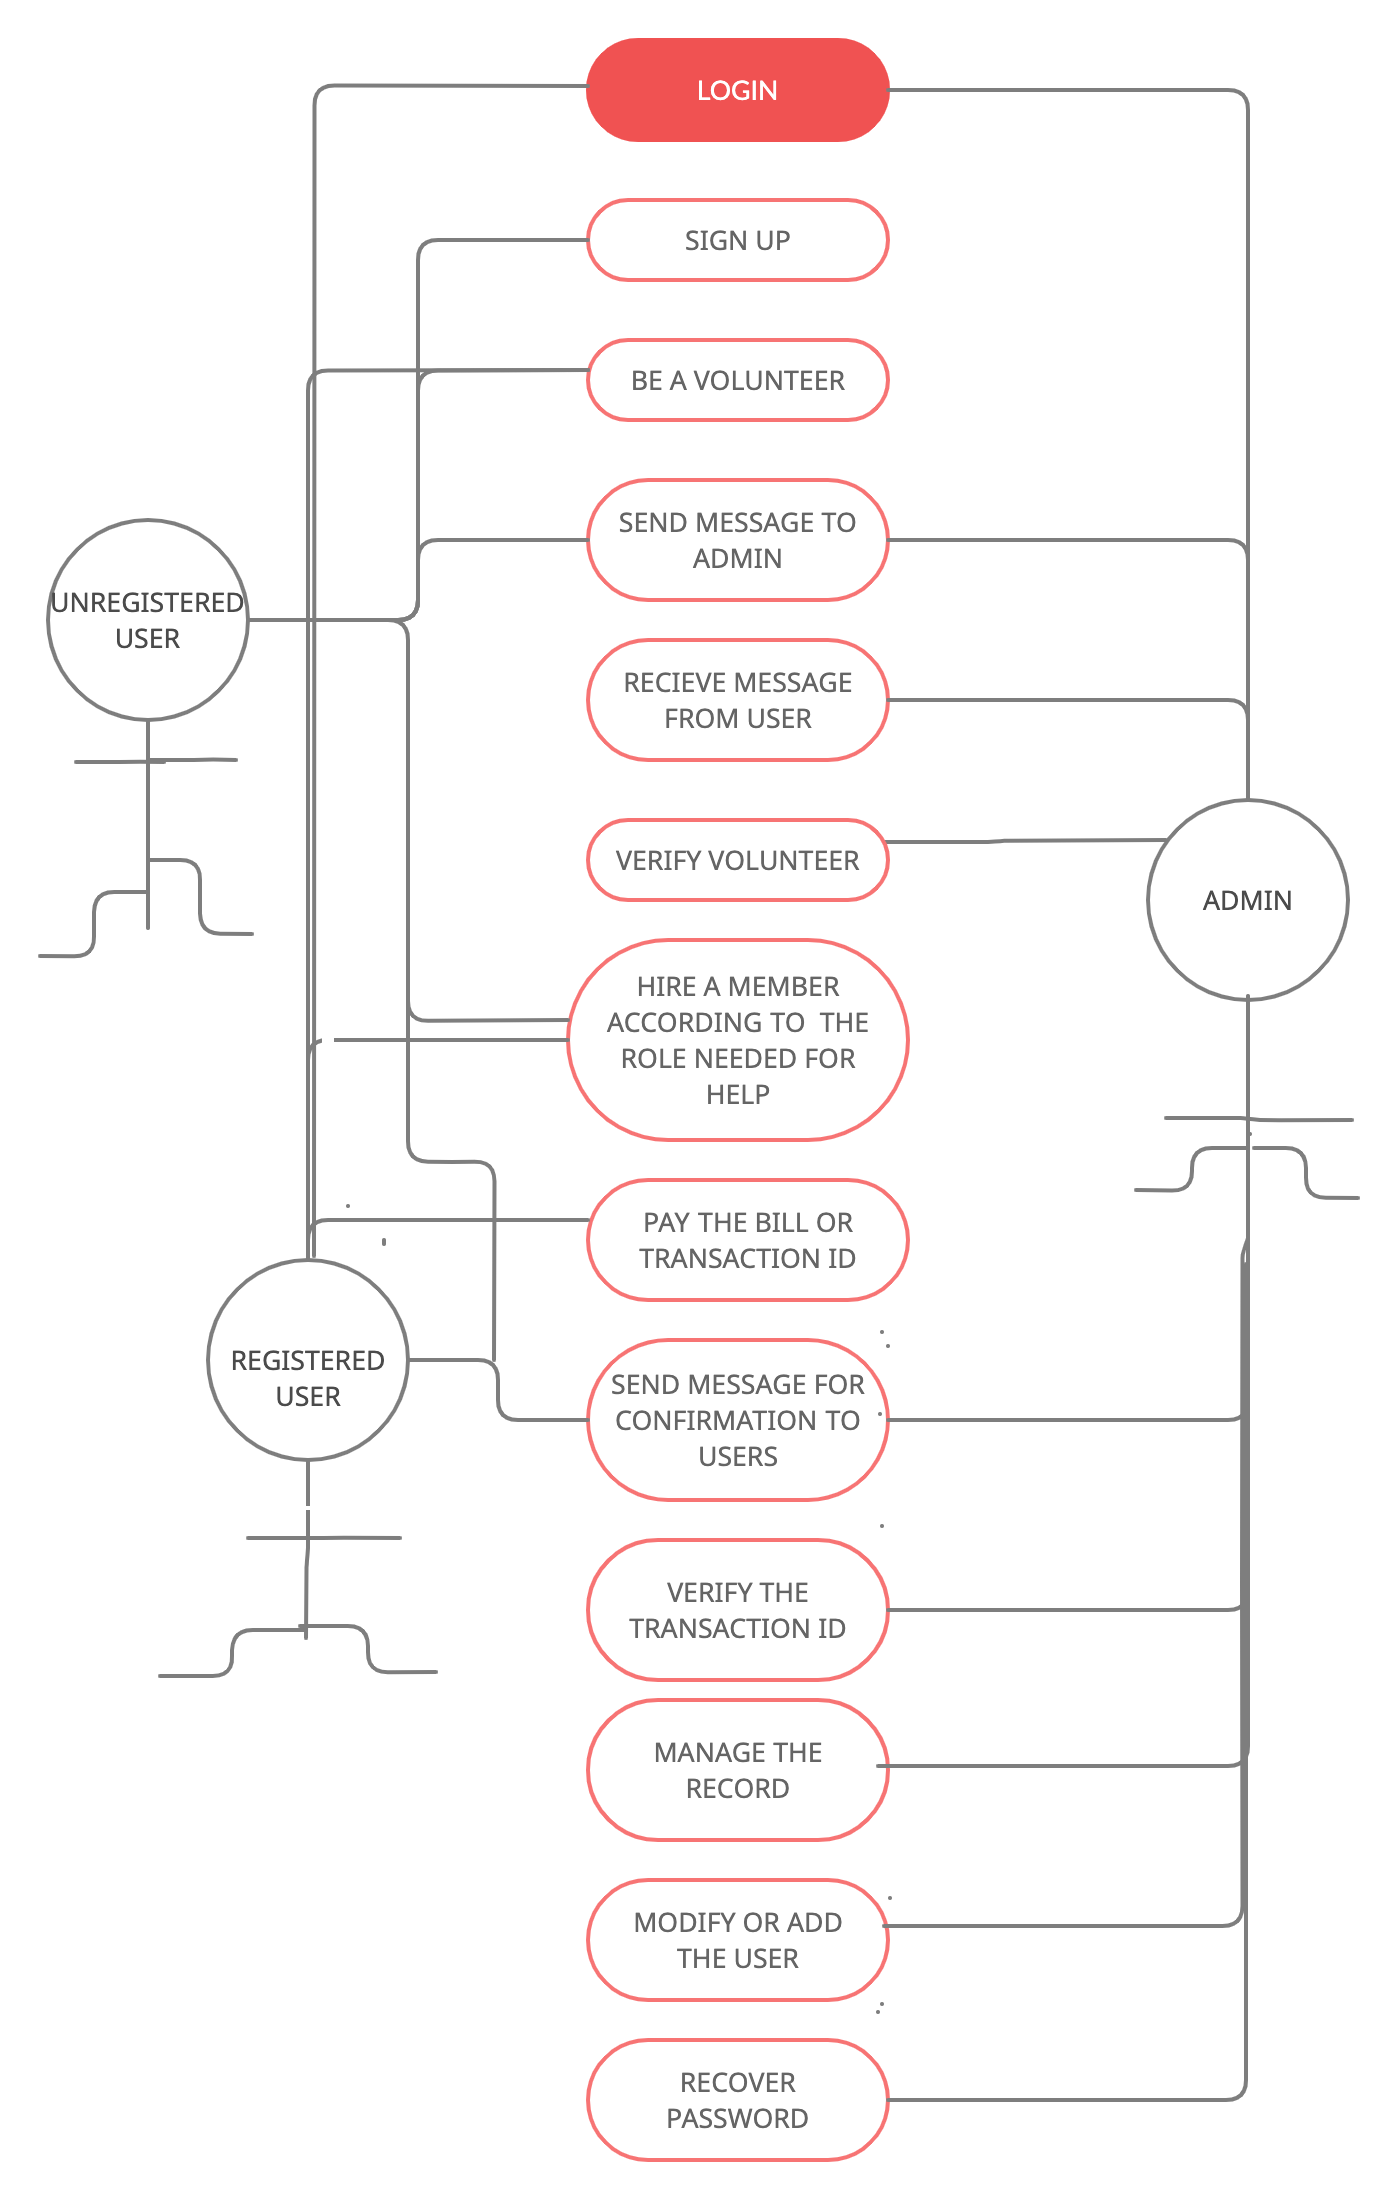 LOGIN
SIGN UP
BE A VOLUNTEER
SEND MESSAGE TO
ADMIN
UNREGISTERED
USER
RECIEVE MESSAGE
FROM USER
VERIFY VOLUNTEER
ADMIN
HIRE A MEMBER
ACCORDING TO  THE
ROLE NEEDED FOR
HELP
PAY THE BILL OR
TRANSACTION ID
REGISTERED
USER
SEND MESSAGE FOR
CONFIRMATION TO
USERS
VERIFY THE
TRANSACTION ID
MANAGE THE
RECORD
MODIFY OR ADD
THE USER
RECOVER
PASSWORD